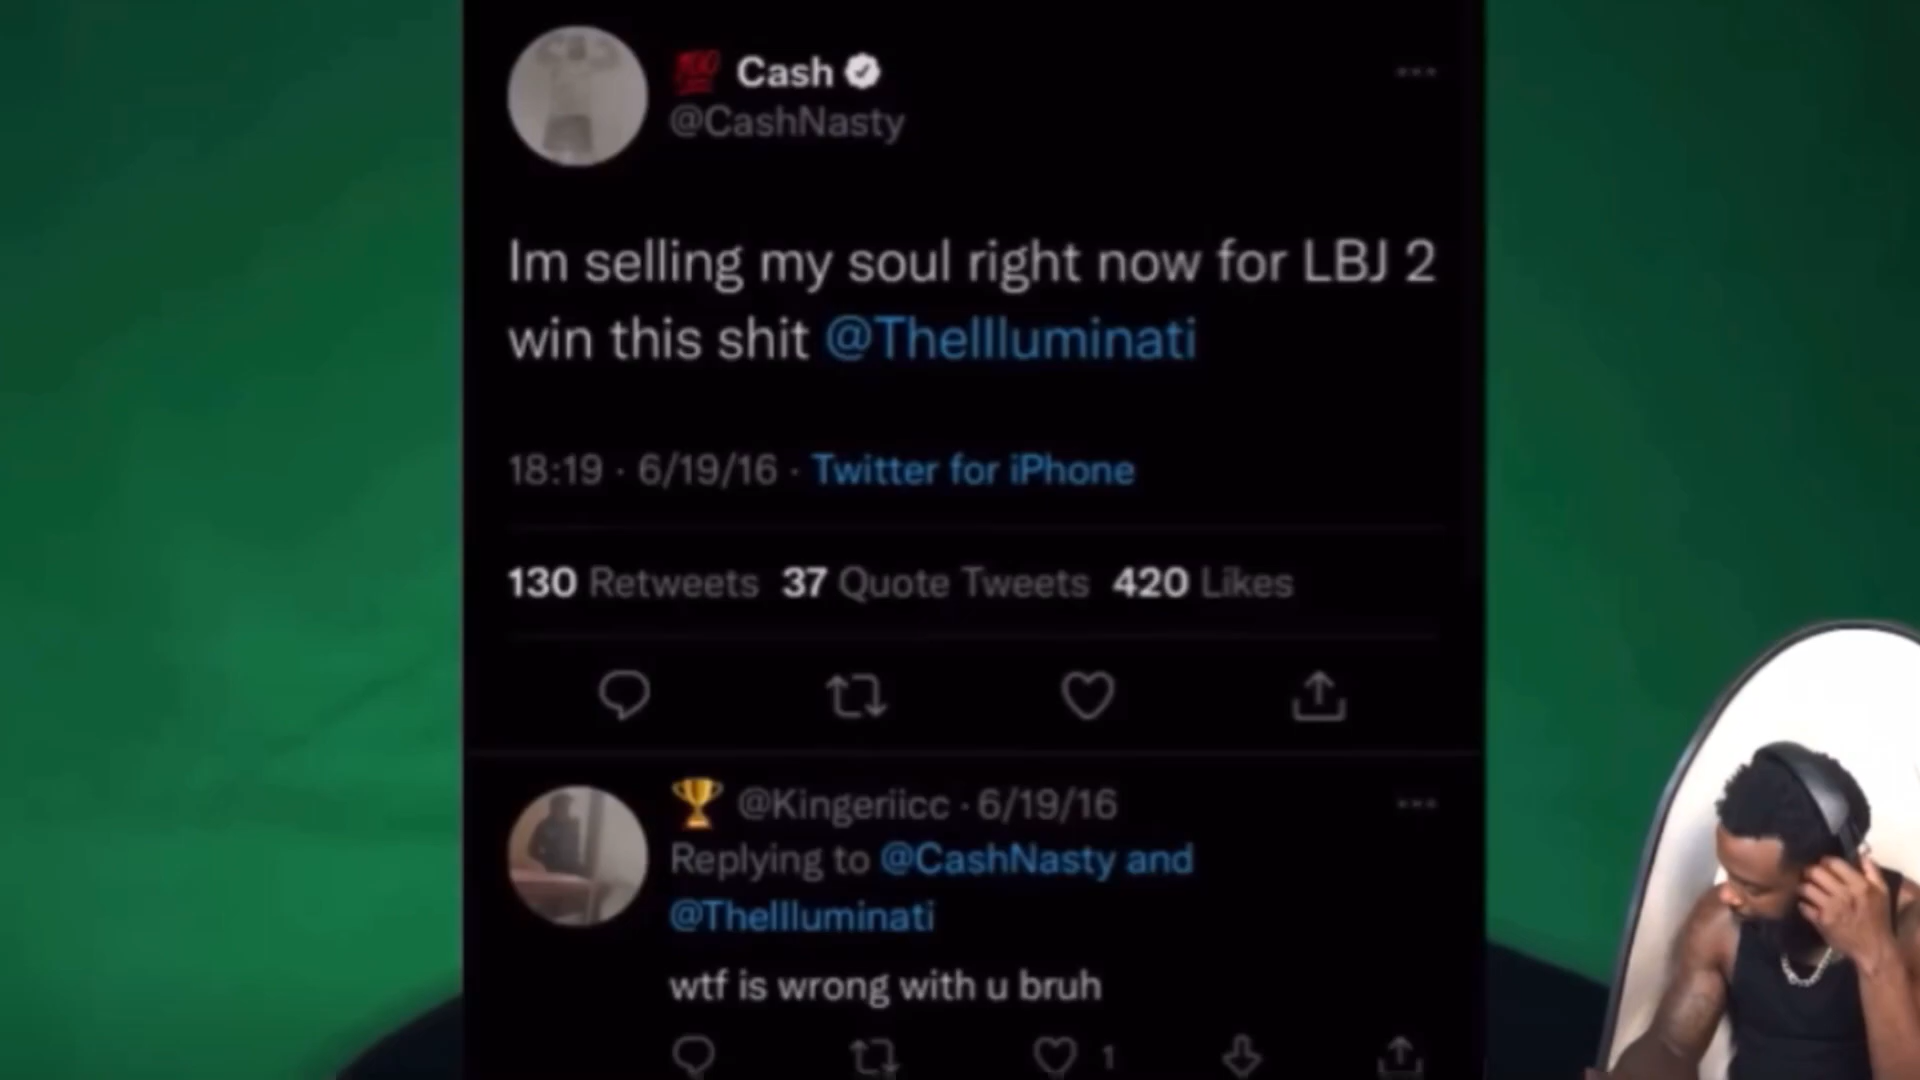 💯 Cash
@CashNasty
Im selling my soul right now for LBJ 2
win this shit @TheIlluminati
18:19 · 6/19/16 · Twitter for iPhone
130 Retweets 37 Quote Tweets 420 Likes
🏆 @Kingeriicc · 6/19/16
Replying to @CashNasty and
@TheIlluminati
wtf is wrong with u bruh
1